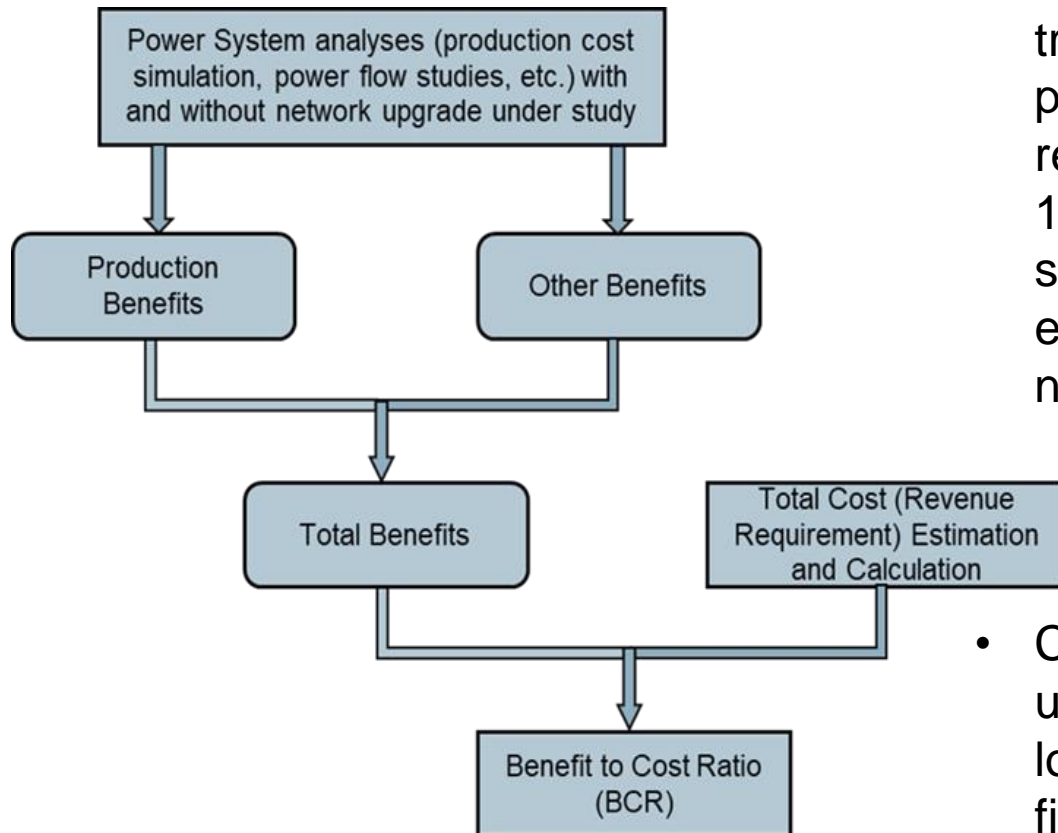 Power System analyses (production cost
simulation, power flow studies, etc.) with
and without network upgrade under study
Production
Benefits
Other Benefits
Total Benefits
Total Cost (Revenue
Requirement) Estimation
and Calculation
Benefit to Cost Ratio
(BCR)